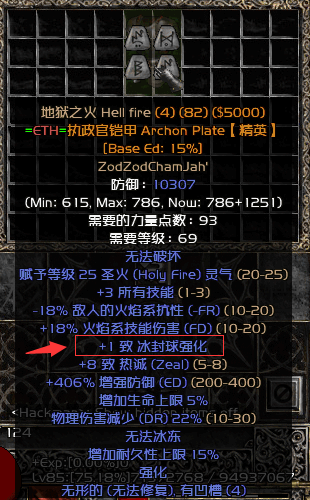 地狱之火 Hell fire (4) (82) ($5000)
=ETH=执政官铠甲 Archon Plate【精英】
[Base Ed: 15%]
ZodZodChamJah'
防御：10307
(Min: 615, Max: 786, Now: 786+1251)
需要的力量点数：93
需要等级：69
无法破坏
赋予等级 25 圣火 (Holy Fire) 灵气 (20-25)
+3 所有技能 (1-3)
-18% 敌人的火焰系抗性 (-FR) (10-20)
+18% 火焰系技能伤害 (FD) (10-20)
+1 致 冰封球强化
+8 致 热诚 (Zeal) (5-8)
+406% 增强防御 (ED) (200-400)
增加生命上限 5%
物理伤害减少 (DR) 22% (10-30)
无法冰冻
增加耐久性上限 15%
强化
无形的 (无法修复), 有凹槽 (4)
124